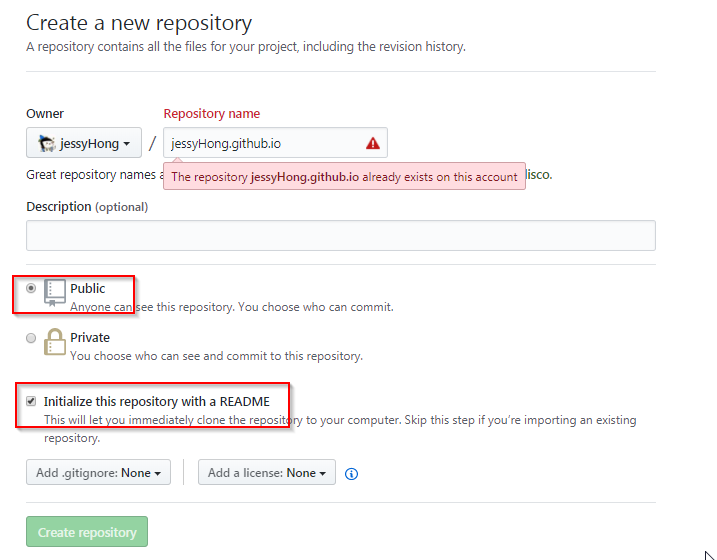 Create a new repository
A repository contains all the files for your project, including the revision history.
Owner
Repository name
jessyHong
/
jessyHong.github.io
Great repository names a
isco.
The repository jessyHong.github.io already exists on this account
Description (optional)
Public
Anyone can see this repository. You choose who can commit.
Private
You choose who can see and commit to this repository.
Initialize this repository with a README
This will let you immediately clone the repository to your computer. Skip this step if you’re importing an existing
repository.
Add .gitignore: None
Add a license: None
Create repository